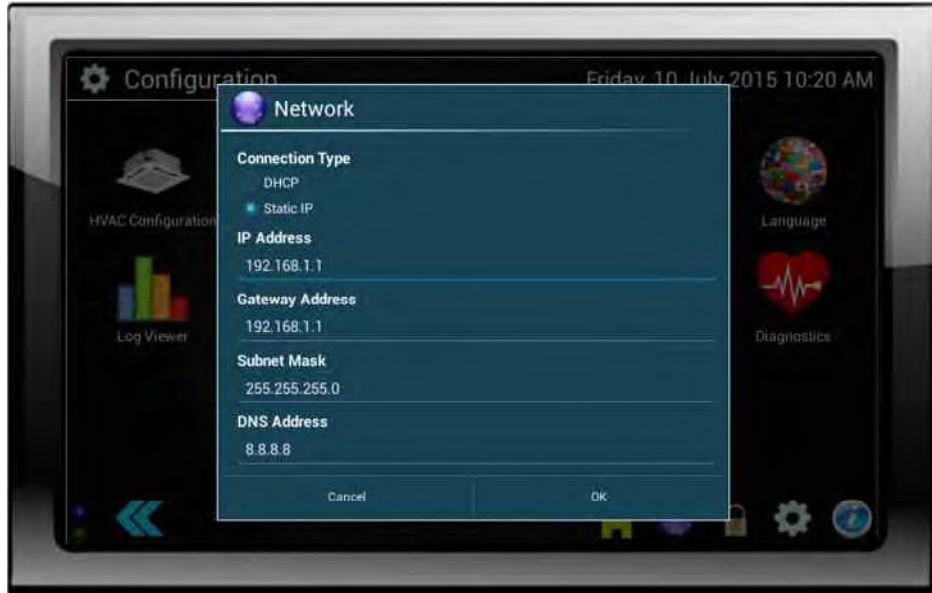 Configuration
Friday, 10 July 2015 10:20 AM
Network
Connection Type
DHCP
Static IP
IP Address
192.168.1.1
Gateway Address
192.168.1.1
Subnet Mask
255.255.255.0
DNS Address
8.8.8.8
Cancel
OK
HVAC Configuration
Language
Log Viewer
Diagnostics